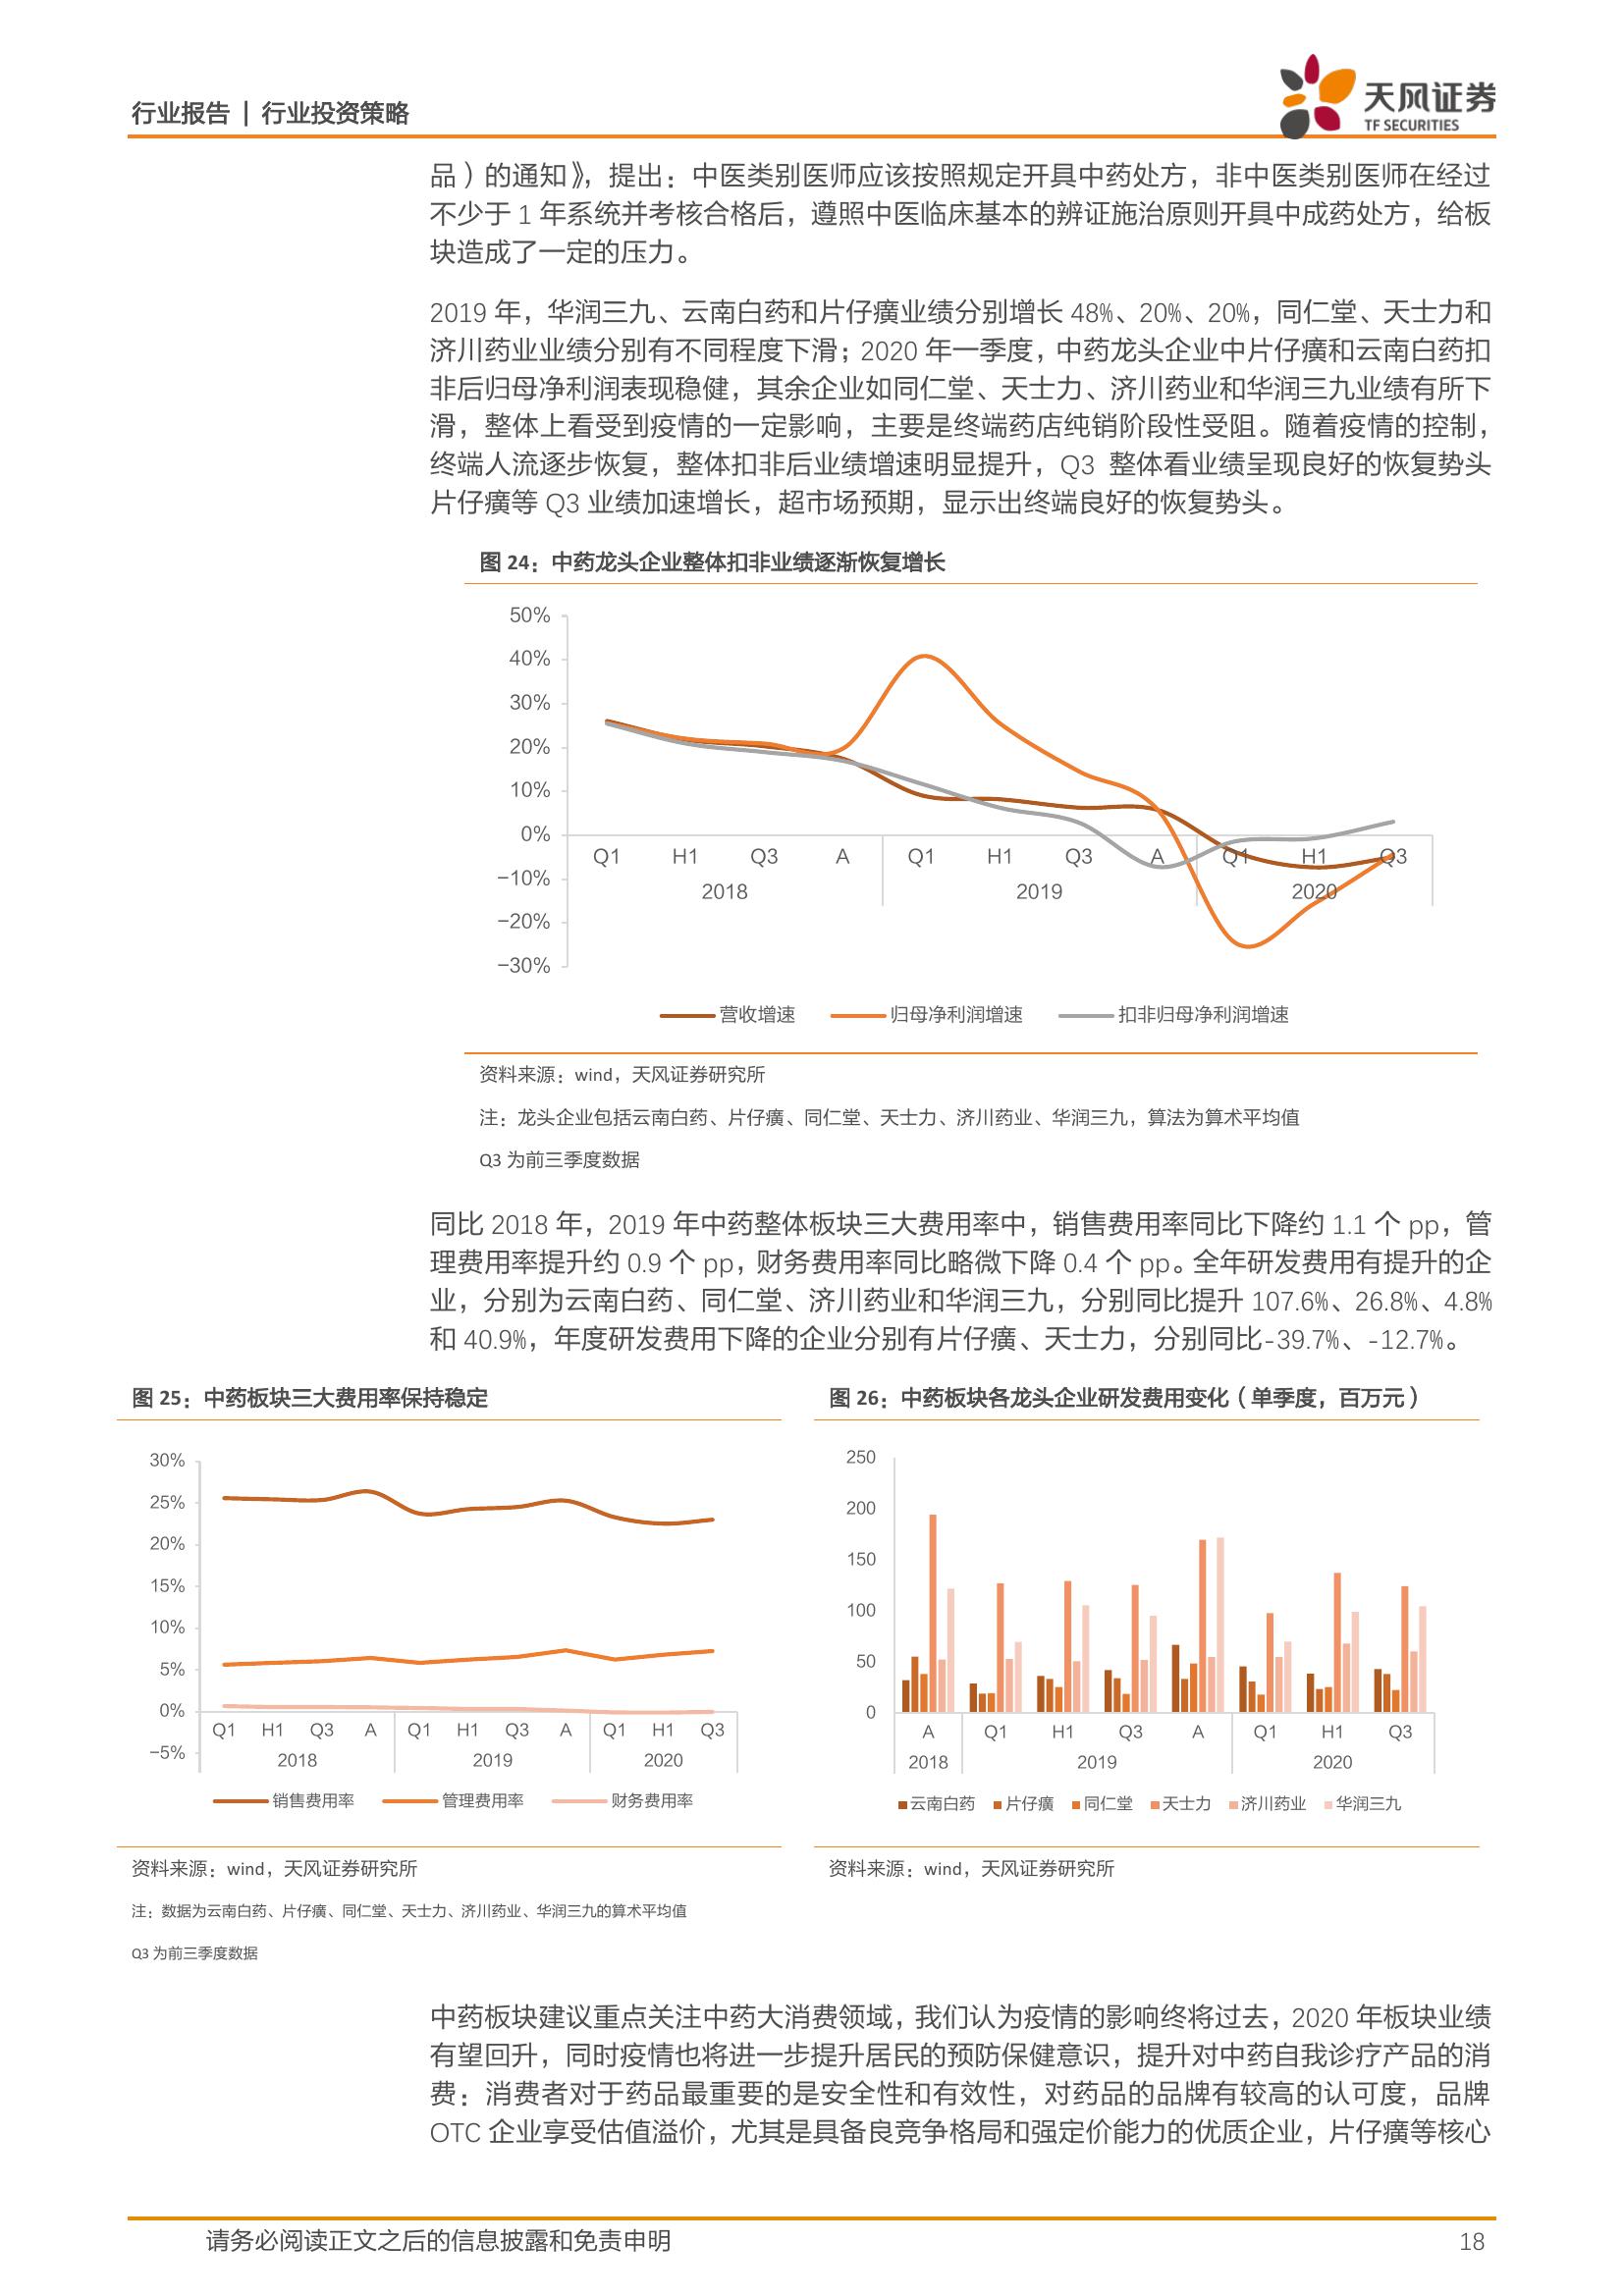 行业报告 | 行业投资策略
天风证券
TF SECURITIES
品）的通知》，提出：中医类别医师应该按照规定开具中药处方，非中医类别医师在经过
不少于 1 年系统并考核合格后，遵照中医临床基本的辨证施治原则开具中成药处方，给板
块造成了一定的压力。
2019 年，华润三九、云南白药和片仔癀业绩分别增长 48%、20%、20%，同仁堂、天士力和
济川药业业绩分别有不同程度下滑；2020 年一季度，中药龙头企业中片仔癀和云南白药扣
非后归母净利润表现稳健，其余企业如同仁堂、天士力、济川药业和华润三九业绩有所下
滑，整体上看受到疫情的一定影响，主要是终端药店纯销阶段性受阻。随着疫情的控制，
终端人流逐步恢复，整体扣非后业绩增速明显提升，Q3 整体看业绩呈现良好的恢复势头
片仔癀等 Q3 业绩加速增长，超市场预期，显示出终端良好的恢复势头。
图 24：中药龙头企业整体扣非业绩逐渐恢复增长
50%
40%
30%
20%
10%
0%
-10%
-20%
-30%
Q1 H1 Q3 A Q1 H1 Q3 A Q1 H1 Q3
2018 2019 2020
营收增速 归母净利润增速 扣非归母净利润增速
资料来源：wind，天风证券研究所
注：龙头企业包括云南白药、片仔癀、同仁堂、天士力、济川药业、华润三九，算法为算术平均值
Q3 为前三季度数据
同比 2018 年，2019 年中药整体板块三大费用率中，销售费用率同比下降约 1.1 个 pp，管
理费用率提升约 0.9 个 pp，财务费用率同比略微下降 0.4 个 pp。全年研发费用有提升的企
业，分别为云南白药、同仁堂、济川药业和华润三九，分别同比提升 107.6%、26.8%、4.8%
和 40.9%，年度研发费用下降的企业分别有片仔癀、天士力，分别同比-39.7%、-12.7%。
图 25：中药板块三大费用率保持稳定
30%
25%
20%
15%
10%
5%
0%
-5%
Q1 H1 Q3 A Q1 H1 Q3 A Q1 H1 Q3
2018 2019 2020
销售费用率 管理费用率 财务费用率
资料来源：wind，天风证券研究所
注：数据为云南白药、片仔癀、同仁堂、天士力、济川药业、华润三九的算术平均值
Q3 为前三季度数据
图 26：中药板块各龙头企业研发费用变化（单季度，百万元）
250
200
150
100
50
0
A Q1 H1 Q3 A Q1 H1 Q3
2018 2019 2020
云南白药 片仔癀 同仁堂 天士力 济川药业 华润三九
资料来源：wind，天风证券研究所
中药板块建议重点关注中药大消费领域，我们认为疫情的影响终将过去，2020 年板块业绩
有望回升，同时疫情也将进一步提升居民的预防保健意识，提升对中药自我诊疗产品的消
费：消费者对于药品最重要的是安全性和有效性，对药品的品牌有较高的认可度，品牌
OTC 企业享受估值溢价，尤其是具备良竞争格局和强定价能力的优质企业，片仔癀等核心
请务必阅读正文之后的信息披露和免责申明
18